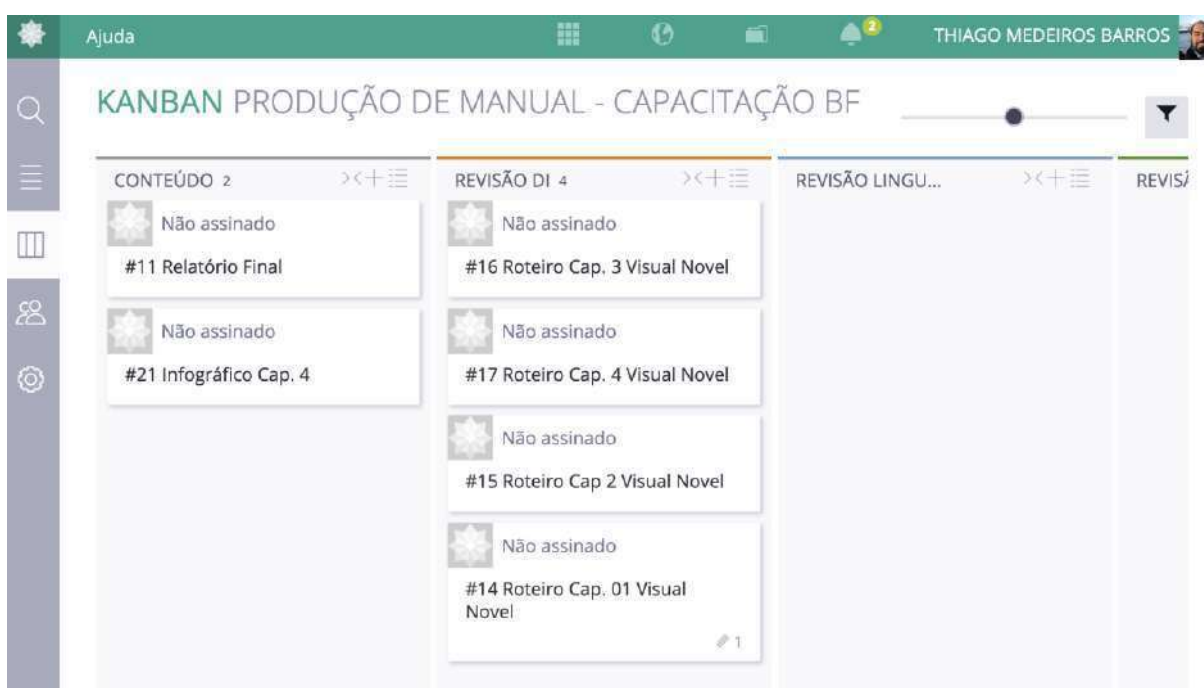 Ajuda
2
THIAGO MEDEIROS BARROS
KANBAN PRODUÇÃO DE MANUAL - CAPACITAÇÃO BF
CONTEÚDO 2
Não assinado
#11 Relatório Final
Não assinado
#21 Infográfico Cap. 4
REVISÃO DI 4
Não assinado
#16 Roteiro Cap. 3 Visual Novel
Não assinado
#17 Roteiro Cap. 4 Visual Novel
Não assinado
#15 Roteiro Cap 2 Visual Novel
Não assinado
#14 Roteiro Cap. 01 Visual
Novel
1
REVISÃO LINGU...
REVISÃ